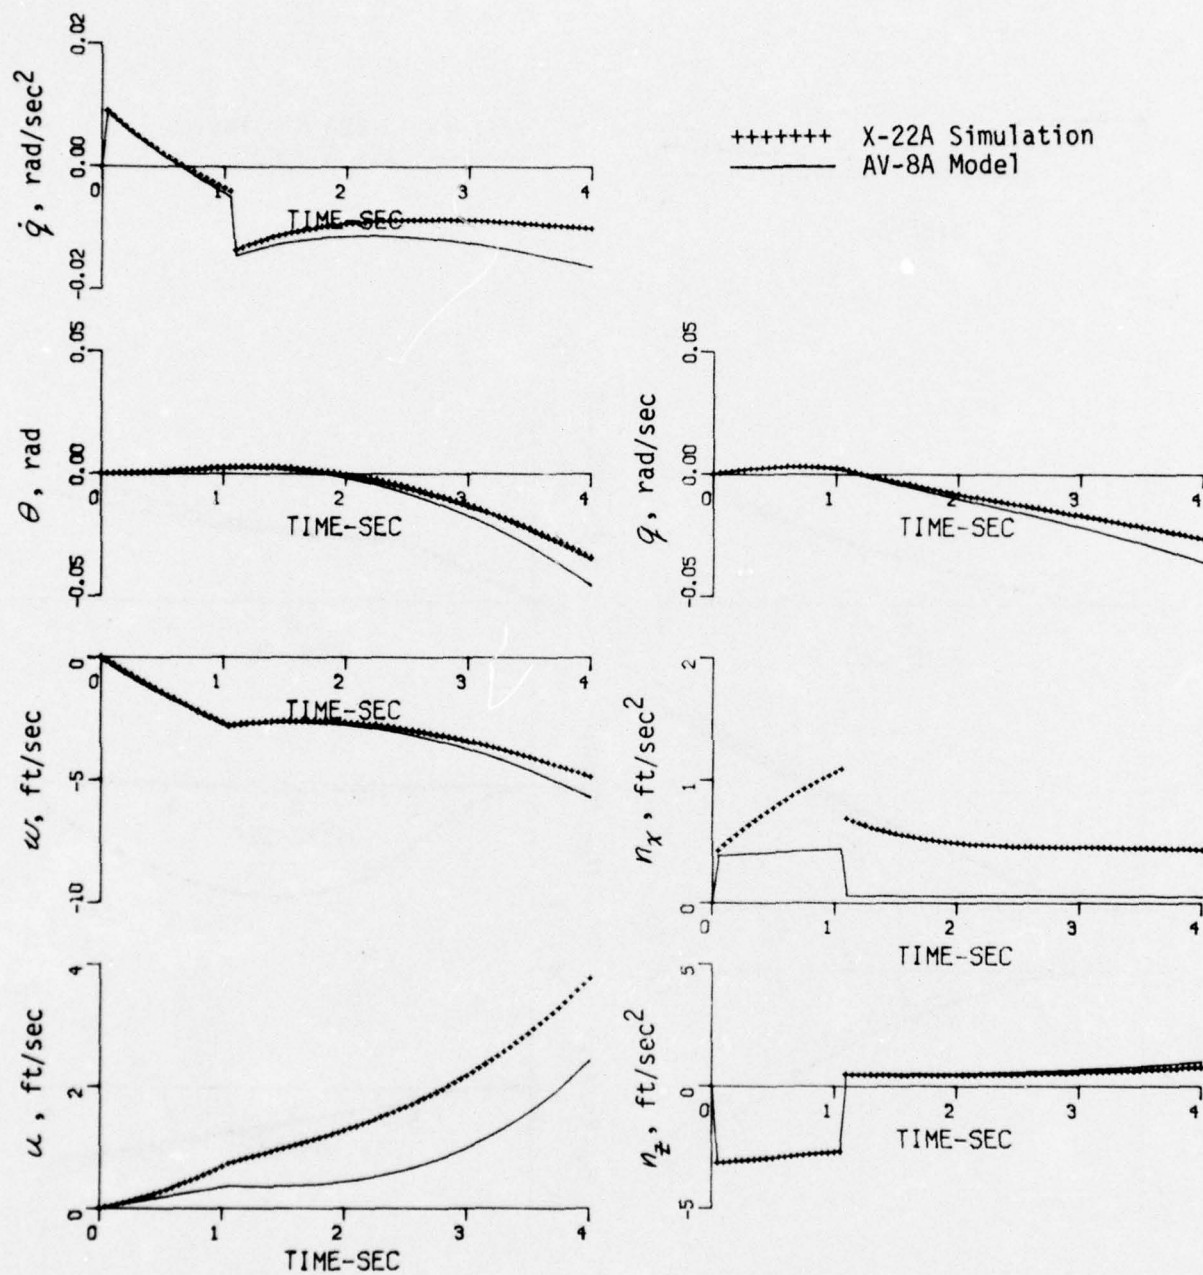 +++++++ X-22A Simulation
AV-8A Model
q̇, rad/sec²
0.02
0.00
-0.02
0 1 2 3 4
TIME-SEC
θ, rad
0.05
0.00
-0.05
0 1 2 3 4
TIME-SEC
q, rad/sec
0.05
0.00
-0.05
0 1 2 3 4
TIME-SEC
w, ft/sec
0
-5
-10
0 1 2 3 4
TIME-SEC
nx, ft/sec²
2
1
0
0 1 2 3 4
TIME-SEC
u, ft/sec
4
2
0
0 1 2 3 4
TIME-SEC
nz, ft/sec²
5
0.0
-5
0 1 2 3 4
TIME-SEC